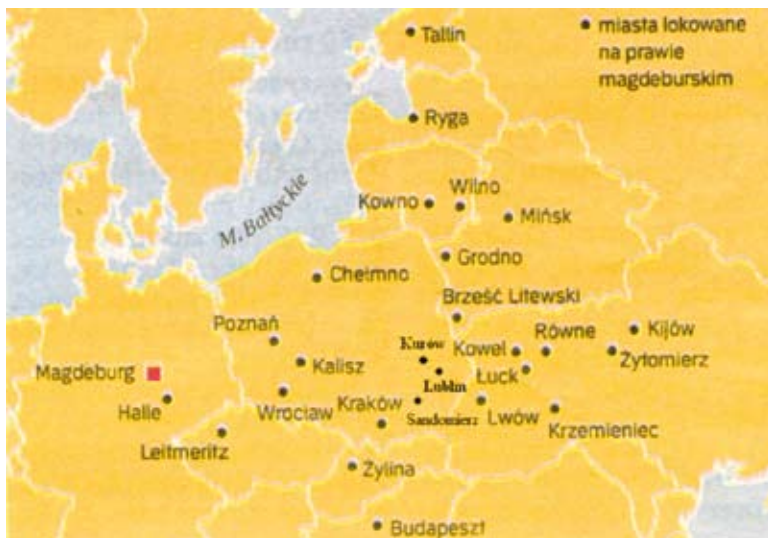 Tallin
miasta lokowane
na prawie
magdeburskim
Ryga
M. Bałtyckie
Kowno
Wilno
Mińsk
Grodno
Chełmno
Brześć Litewski
Poznań
Kurów
Kowel
Równe
Kijów
Magdeburg
Kalisz
Lublin
Łuck
Żytomierz
Halle
Wrocław
Kraków
Sandomierz
Lwów
Krzemieniec
Leitmeritz
Żylina
Budapeszt